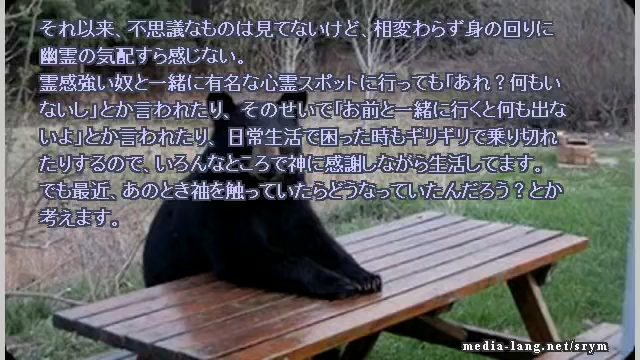 それ以来、不思議なものは見てないけど、相変わらず身の回りに
幽霊の気配すら感じない。
霊感強い奴と一緒に有名な心霊スポットに行っても「あれ？何もい
ないし」とか言われたり、そのせいで「お前と一緒に行くと何も出な
いよ」とか言われたり、日常生活で困った時もギリギリで乗り切れ
たりするので、いろんなところで神に感謝しながら生活してます。
でも最近、あのとき袖を触っていたらどうなっていたんだろう？とか
考えます。
media-lang.net/srym